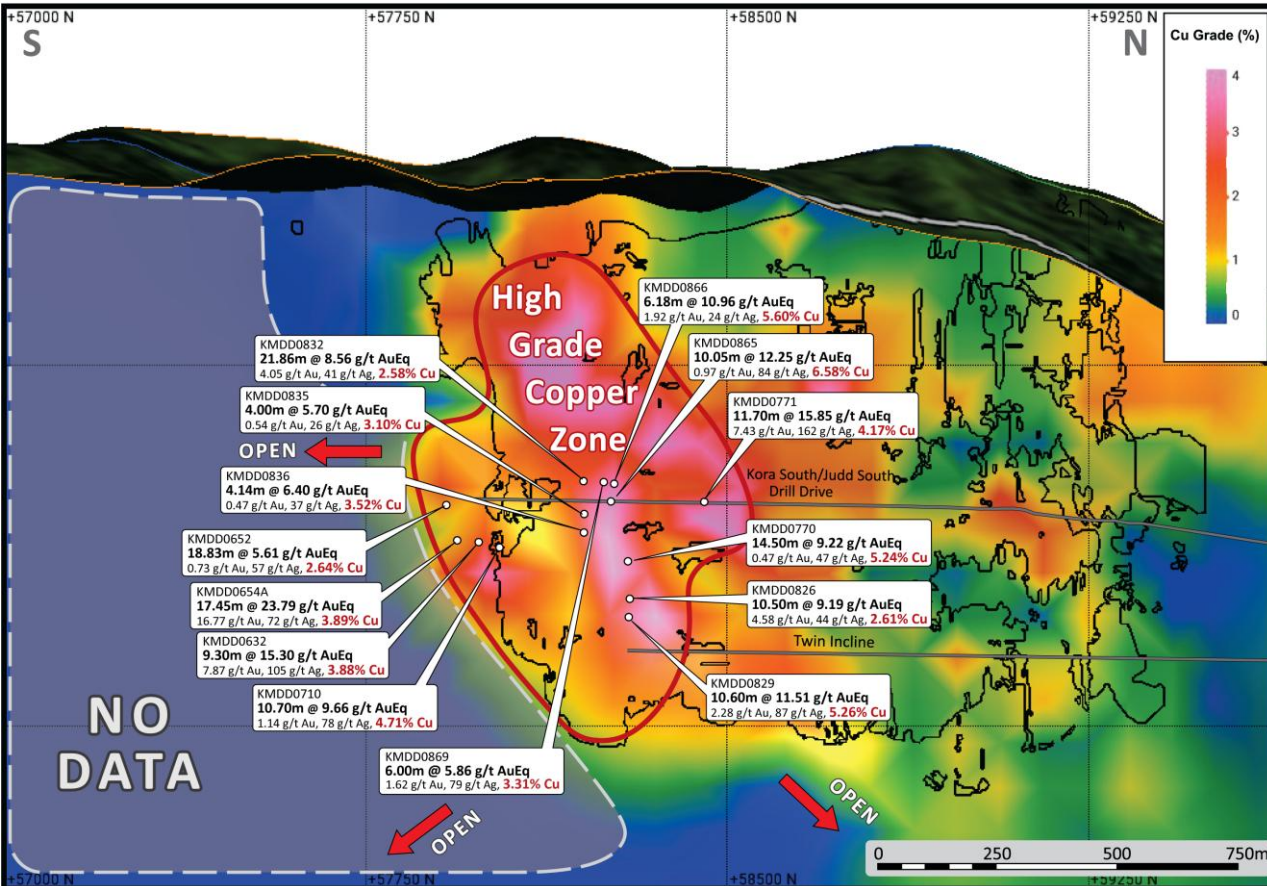 +57000 N
+57750 N
+58500 N
+59250 N
S
N
Cu Grade (%)
4
3
2
1
0
High
Grade
Copper
Zone
KMDD0866
6.18m @ 10.96 g/t AuEq
1.92 g/t Au, 24 g/t Ag, 5.60% Cu
KMDD0832
21.86m @ 8.56 g/t AuEq
4.05 g/t Au, 41 g/t Ag, 2.58% Cu
KMDD0865
10.05m @ 12.25 g/t AuEq
0.97 g/t Au, 84 g/t Ag, 6.58% Cu
KMDD0835
4.00m @ 5.70 g/t AuEq
0.54 g/t Au, 26 g/t Ag, 3.10% Cu
KMDD0771
11.70m @ 15.85 g/t AuEq
7.43 g/t Au, 162 g/t Ag, 4.17% Cu
OPEN
KMDD0836
4.14m @ 6.40 g/t AuEq
0.47 g/t Au, 37 g/t Ag, 3.52% Cu
Kora South/Judd South
Drill Drive
KMDD0652
18.83m @ 5.61 g/t AuEq
0.73 g/t Au, 57 g/t Ag, 2.64% Cu
KMDD0770
14.50m @ 9.22 g/t AuEq
0.47 g/t Au, 47 g/t Ag, 5.24% Cu
KMDD0654A
17.45m @ 23.79 g/t AuEq
16.77 g/t Au, 72 g/t Ag, 3.89% Cu
KMDD0826
10.50m @ 9.19 g/t AuEq
4.58 g/t Au, 44 g/t Ag, 2.61% Cu
KMDD0632
9.30m @ 15.30 g/t AuEq
7.87 g/t Au, 105 g/t Ag, 3.88% Cu
Twin Incline
KMDD0710
10.70m @ 9.66 g/t AuEq
1.14 g/t Au, 78 g/t Ag, 4.71% Cu
KMDD0829
10.60m @ 11.51 g/t AuEq
2.28 g/t Au, 87 g/t Ag, 5.26% Cu
NO
DATA
KMDD0869
6.00m @ 5.86 g/t AuEq
1.62 g/t Au, 79 g/t Ag, 3.31% Cu
OPEN
OPEN
0
250
500
750m
+57000 N
+57750 N
+58500 N
+59250 N